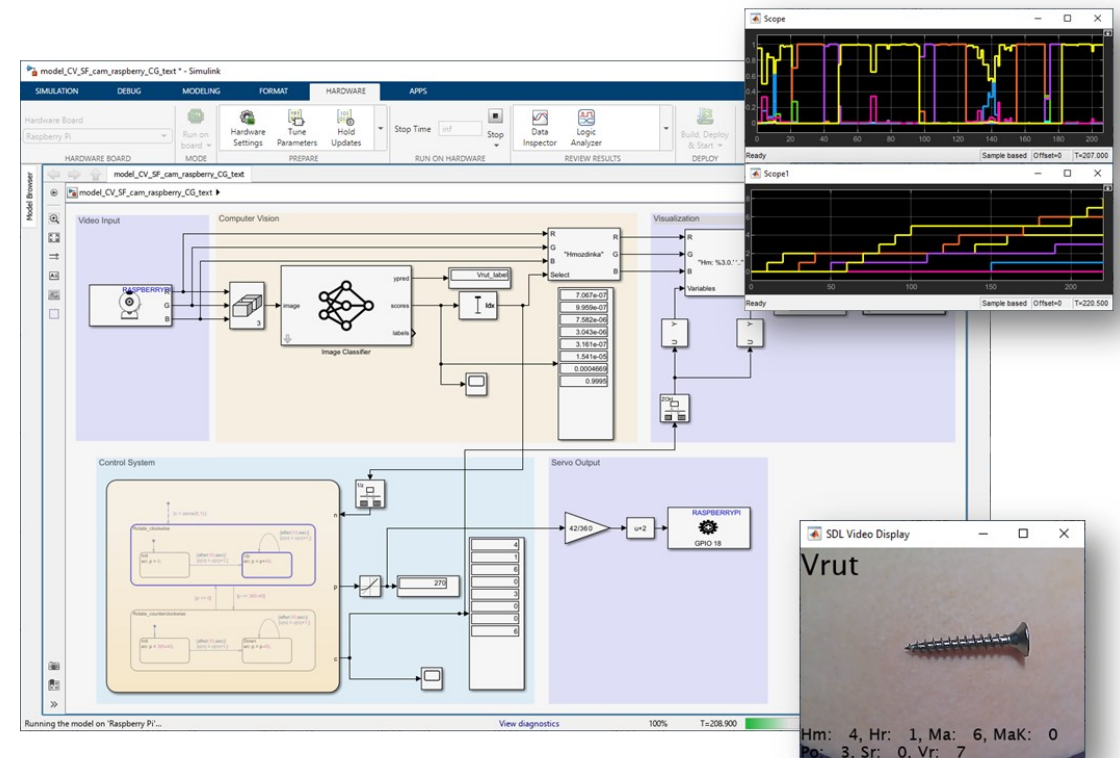 Scope
Ready
Sample based
Offset=0
T=207.000
Scope1
Ready
Sample based
Offset=0
T=220.500
model_CV_SF_cam_raspberry_CG_text * - Simulink
SIMULATION DEBUG MODELING FORMAT HARDWARE APPS
Hardware Board
Raspberry Pi
Run on board
Hardware Settings
Tune Parameters
Hold Updates
Stop Time inf
Stop
Data Inspector
Logic Analyzer
Build, Deploy & Start
HARDWARE BOARD MODE PREPARE RUN ON HARDWARE REVIEW RESULTS DEPLOY
Model Browser
model_CV_SF_cam_raspberry_CG_text
model_CV_SF_cam_raspberry_CG_text
Video Input
RASPBERRYPI
R
G
B
Computer Vision
3
image
ypred
scores
labels
Image Classifier
Vrut_label
Idx
R
G
B
Select
"Hmozdinka"
R
G
B
7.067e-07
9.959e-07
7.582e-06
3.043e-06
3.161e-07
1.541e-05
0.0004669
0.9995
Visualization
R
G
B
Variables
Control System
n
p
c
270
4
1
6
0
3
0
0
6
Servo Output
42/360
u+2
RASPBERRYPI
GPIO 18
Running the model on 'Raspberry Pi'...
View diagnostics
100%
T=208.900
SDL Video Display
Vrut
Hm: 4, Hr: 1, Ma: 6, MaK: 0
Po: 3, Sr: 0, Vr: 7